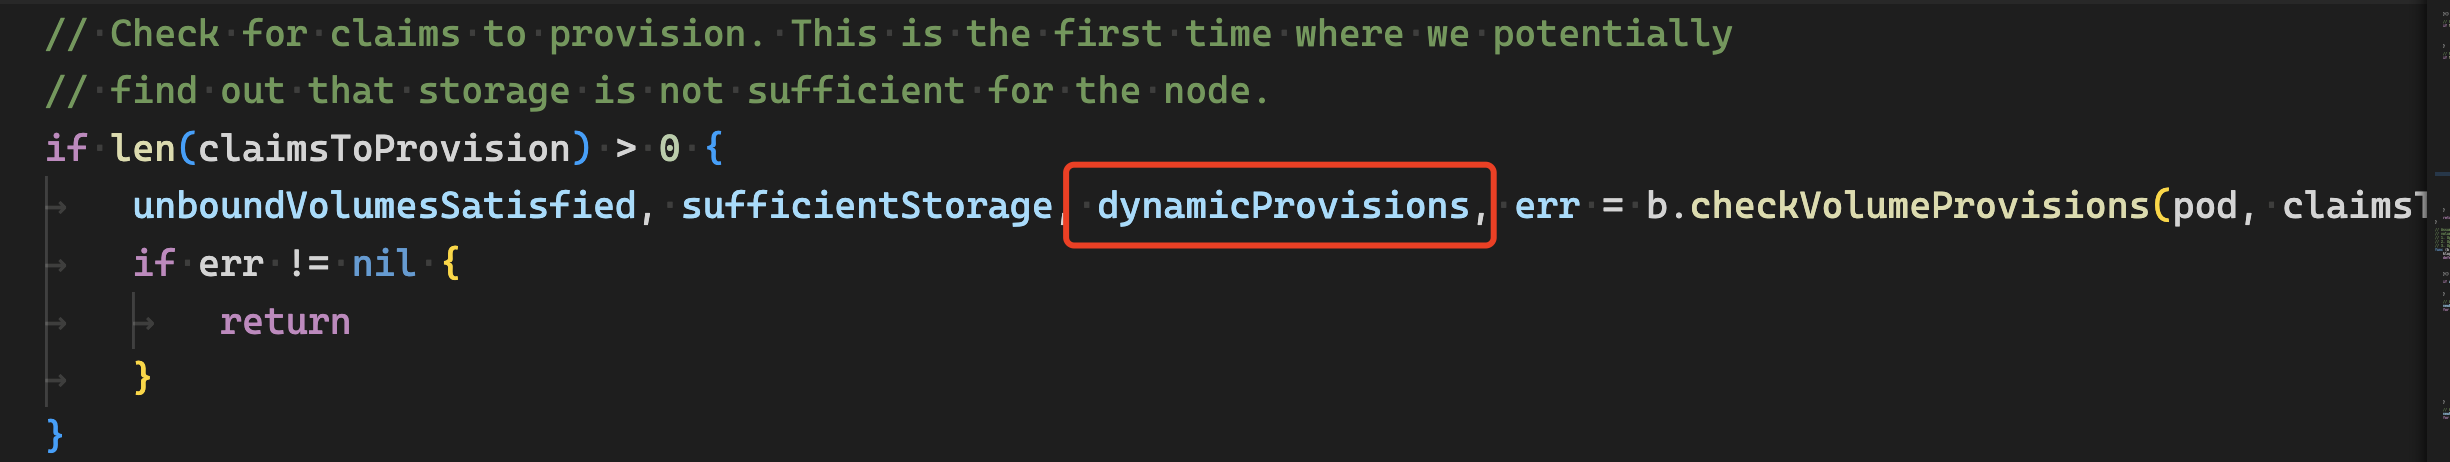 // Check for claims to provision. This is the first time where we potentially
// find out that storage is not sufficient for the node.
if len(claimsToProvision) > 0 {
unboundVolumesSatisfied, sufficientStorage, dynamicProvisions, err = b.checkVolumeProvisions(pod, claimsT
if err != nil {
return
}
}